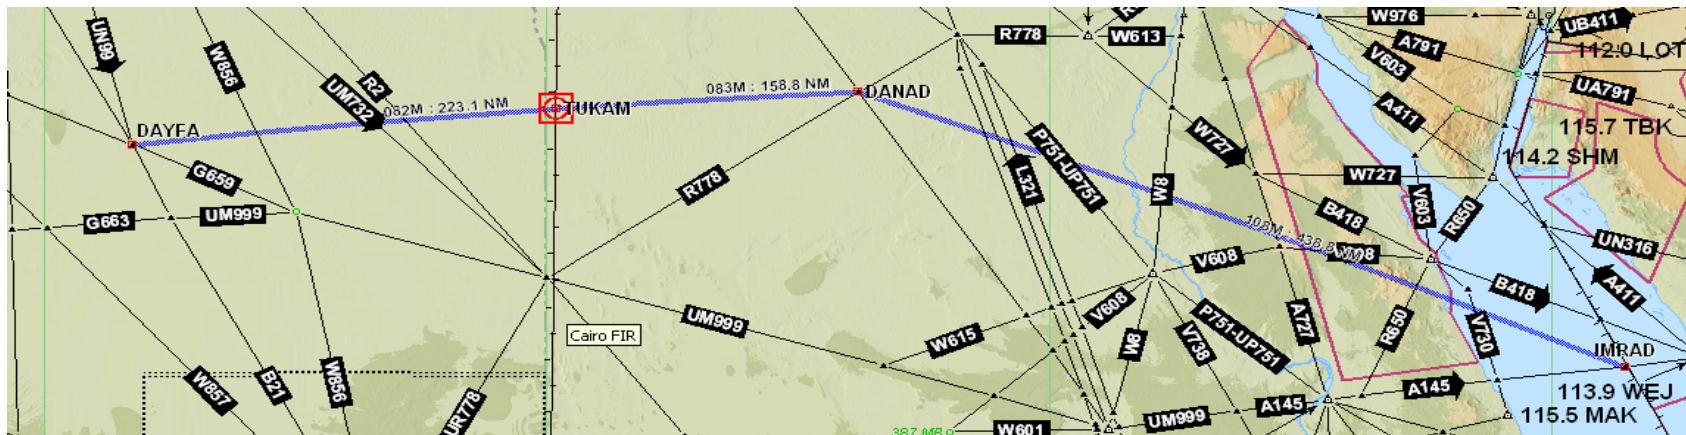 UN99
W856
R2
UM732
082M : 223.1 NM
TUKAM
083M : 158.8 NM
DANAD
DAYFA
R778
W613
W976
A791
V603
UB411
112.0 LOT
UA791
A411
115.7 TBK
114.2 SHM
W727
W727
P751-UP751
L321
W8
R778
G659
G663
UM999
B418
V603
R650
UN316
V608
108M : 438.8 NM
A411
B418
Cairo FIR
UM999
W615
V608
W8
V738
P751-UP751
A727
R650
V730
IMRAD
W857
B21
W856
UR778
A145
113.9 WEJ
A145
115.5 MAK
UM999
W601